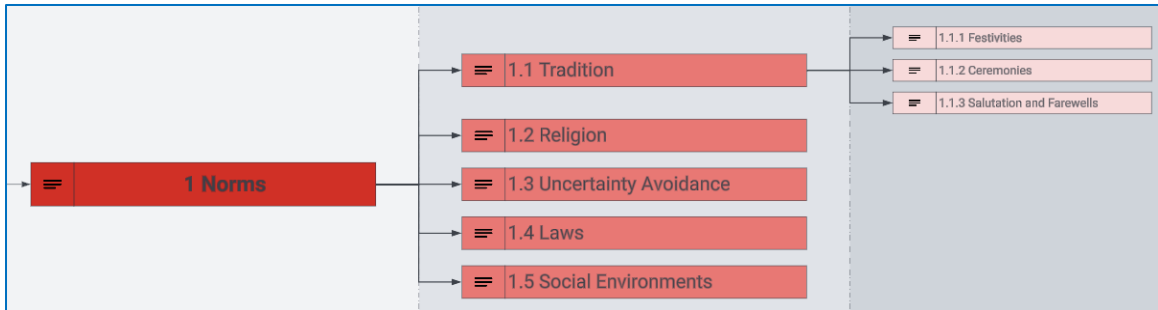 1 Norms
1.1 Tradition
1.1.1 Festivities
1.1.2 Ceremonies
1.1.3 Salutation and Farewells
1.2 Religion
1.3 Uncertainty Avoidance
1.4 Laws
1.5 Social Environments